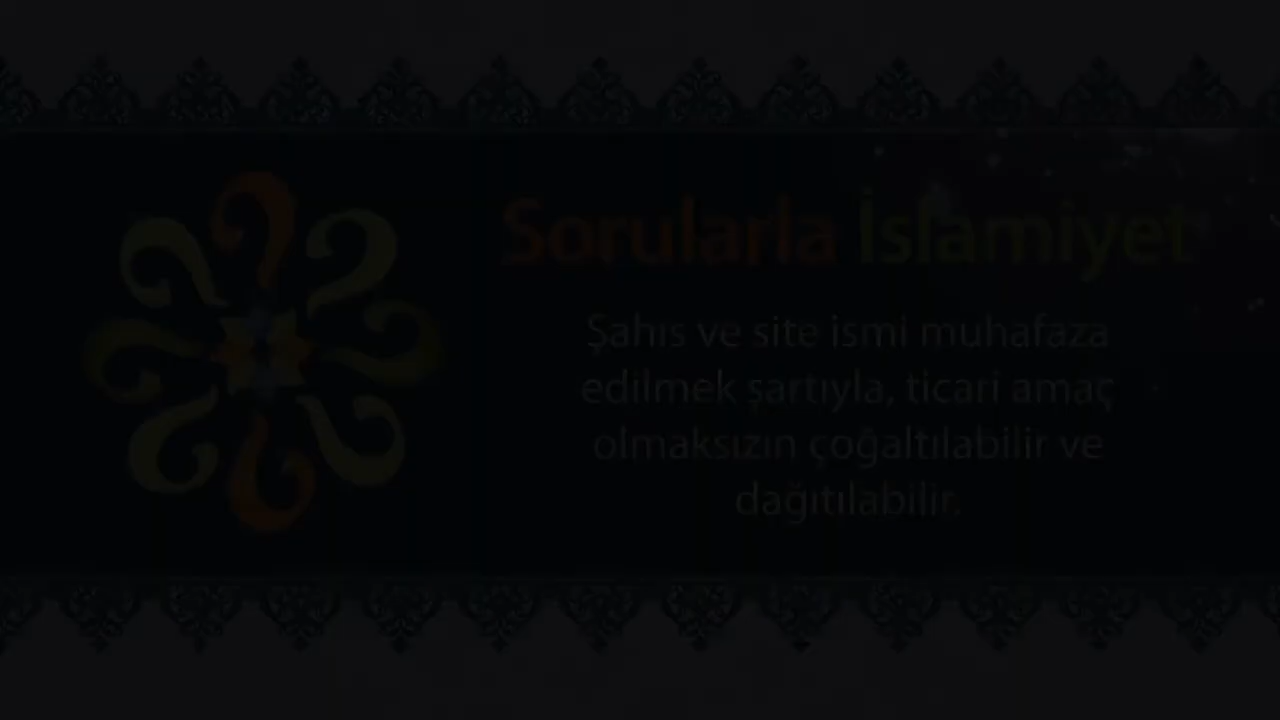 Sorularla İslamiyet
Şahıs ve site ismi muhafaza
edilmek şartıyla, ticari amaç
olmaksızın çoğaltılabilir ve
dağıtılabilir.